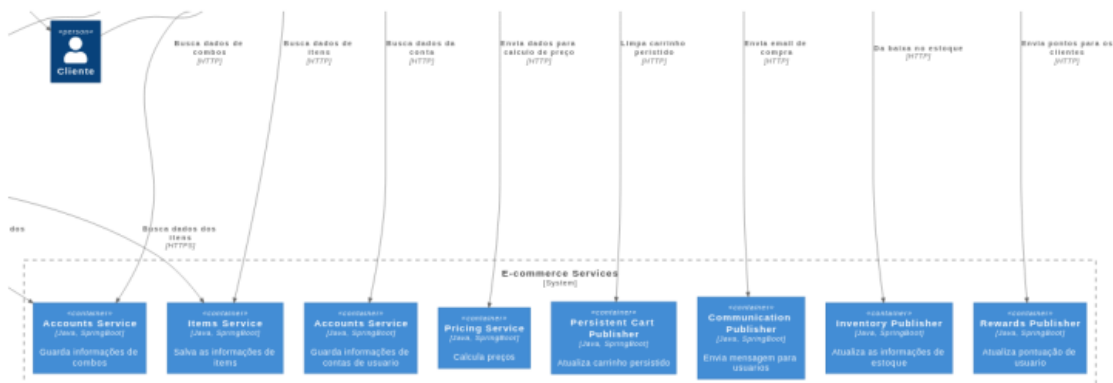 «person»
Cliente
Busca dados de
combos
[HTTP]
Busca dados de
itens
[HTTP]
Busca dados da
conta
[HTTP]
Envia dados para
calculo de preço
[HTTP]
Limpa carrinho
peristido
[HTTP]
Envia email de
compra
[HTTP]
Da baixa no estoque
[HTTP]
Envia pontos para os
clientes
[HTTP]
dos
Busca dados dos
itens
[HTTPS]
E-commerce Services
[System]
«container»
Accounts Service
[Java, SpringBoot]
Guarda informações de
combos
«container»
Items Service
[Java, SpringBoot]
Salva as informações de
itens
«container»
Accounts Service
[Java, SpringBoot]
Guarda informações de
contas de usuario
«container»
Pricing Service
[Java, SpringBoot]
Calcula preços
«container»
Persistent Cart
Publisher
[Java, SpringBoot]
Atualiza carrinho persistido
«container»
Communication
Publisher
[Java, SpringBoot]
Envia mensagem para
usuarios
«container»
Inventory Publisher
[Java, SpringBoot]
Atualiza as informações de
estoque
«container»
Rewards Publisher
[Java, SpringBoot]
Atualiza pontuação de
usuario